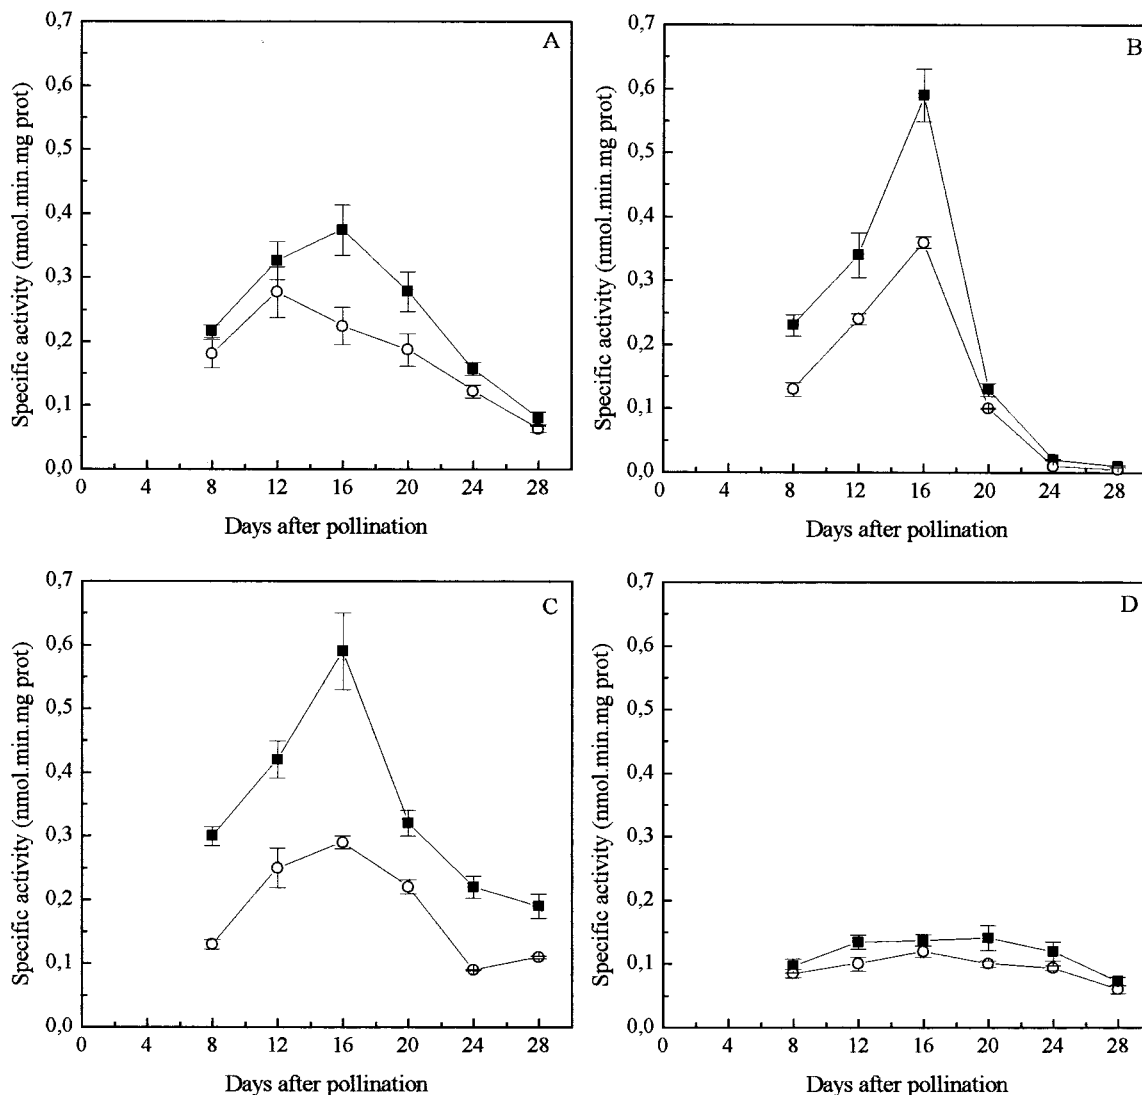 A
Specific activity (nmol.min.mg prot)
0,7
0,6
0,5
0,4
0,3
0,2
0,1
0,0
0 4 8 12 16 20 24 28
Days after pollination
B
Specific activity (nmol.min.mg prot)
0,7
0,6
0,5
0,4
0,3
0,2
0,1
0,0
0 4 8 12 16 20 24 28
Days after pollination
C
Specific activity (nmol.min.mg prot)
0,7
0,6
0,5
0,4
0,3
0,2
0,1
0,0
0 4 8 12 16 20 24 28
Days after pollination
D
Specific activity (nmol.min.mg prot)
0,7
0,6
0,5
0,4
0,3
0,2
0,1
0,0
0 4 8 12 16 20 24 28
Days after pollination